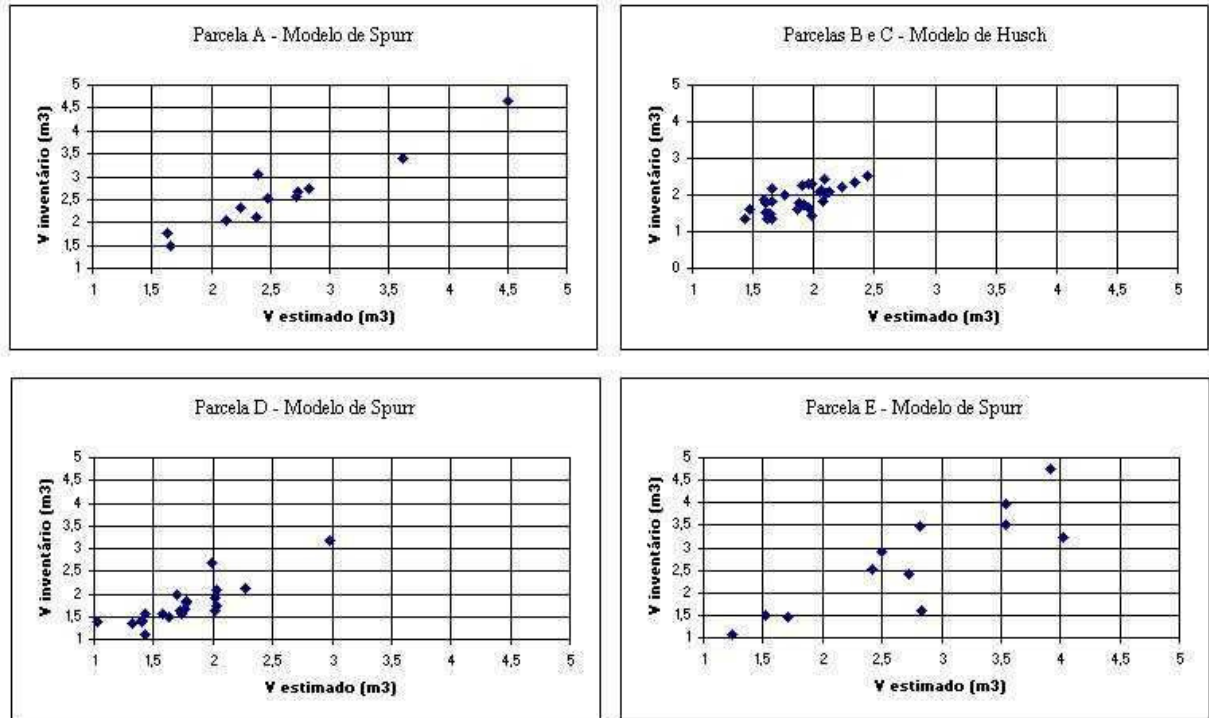 Parcela A - Modelo de Spurr
V inventário (m3)
5
4,5
4
3,5
3
2,5
2
1,5
1
1 1,5 2 2,5 3 3,5 4 4,5 5
V estimado (m3)
Parcelas B e C - Modelo de Husch
V inventário (m3)
5
4
3
2
1
0
1 1,5 2 2,5 3 3,5 4 4,5 5
V estimado (m3)
Parcela D - Modelo de Spurr
V inventário (m3)
5
4,5
4
3,5
3
2,5
2
1,5
1
1 1,5 2 2,5 3 3,5 4 4,5 5
V estimado (m3)
Parcela E - Modelo de Spurr
V inventário (m3)
5
4,5
4
3,5
3
2,5
2
1,5
1
1 1,5 2 2,5 3 3,5 4 4,5 5
V estimado (m3)